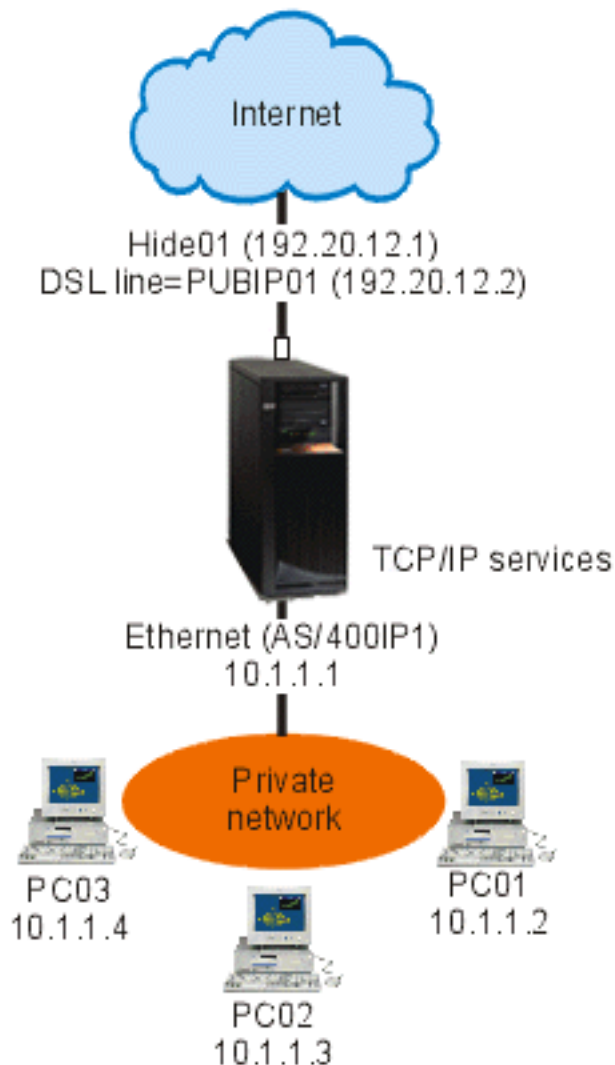 Internet
Hide01 (192.20.12.1)
DSL line=PUBIP01 (192.20.12.2)
TCP/IP services
Ethernet (AS/400IP1)
10.1.1.1
Private
network
PC03
10.1.1.4
PC01
10.1.1.2
PC02
10.1.1.3